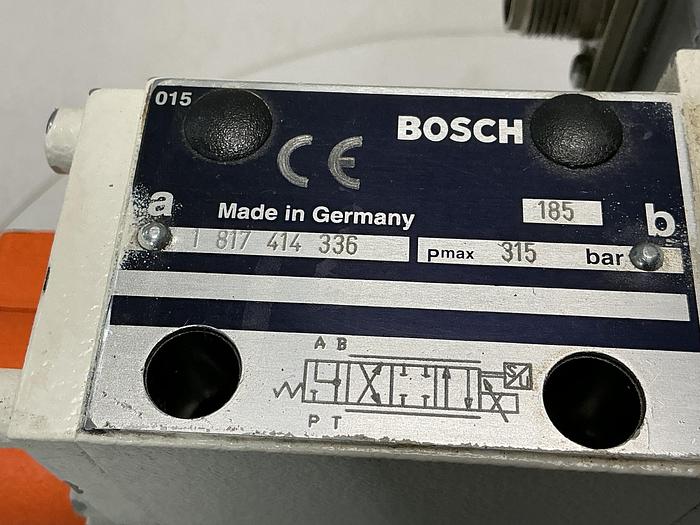 015
BOSCH
CE
Made in Germany
185
a
b
1 817 414 336
pmax 315 bar
A B
S/U
P T